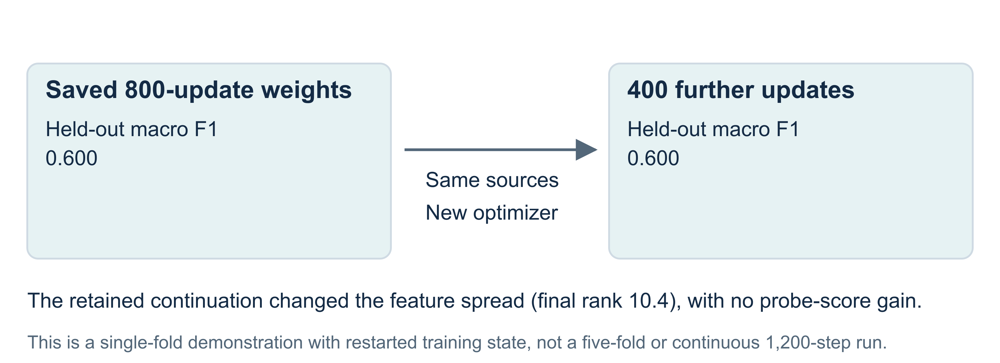 Saved 800-update weights
Held-out macro F1
0.600
Same sources
New optimizer
400 further updates
Held-out macro F1
0.600
The retained continuation changed the feature spread (final rank 10.4), with no probe-score gain.
This is a single-fold demonstration with restarted training state, not a five-fold or continuous 1,200-step run.